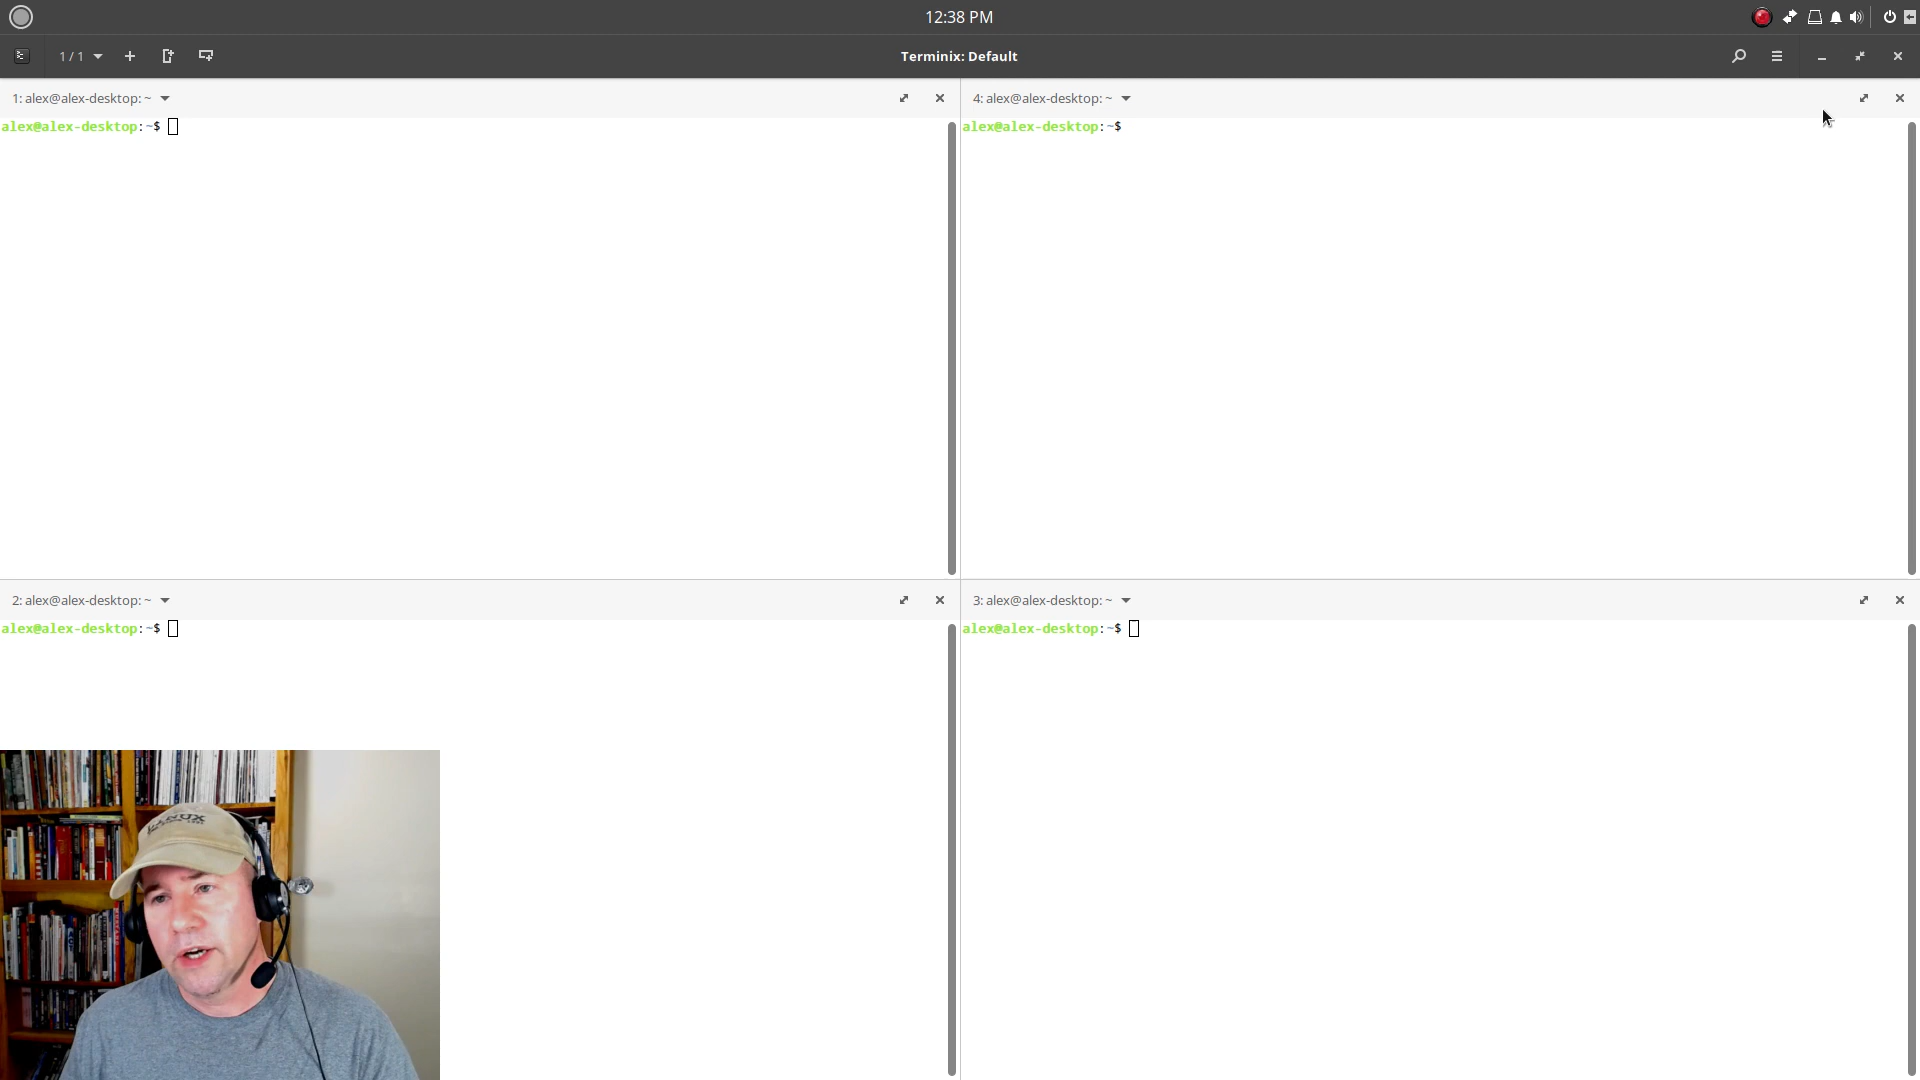 12:38 PM
1 / 1
Terminix: Default
1: alex@alex-desktop: ~
4: alex@alex-desktop: ~
alex@alex-desktop:~$
alex@alex-desktop:~$
2: alex@alex-desktop: ~
3: alex@alex-desktop: ~
alex@alex-desktop:~$
alex@alex-desktop:~$
LINUX